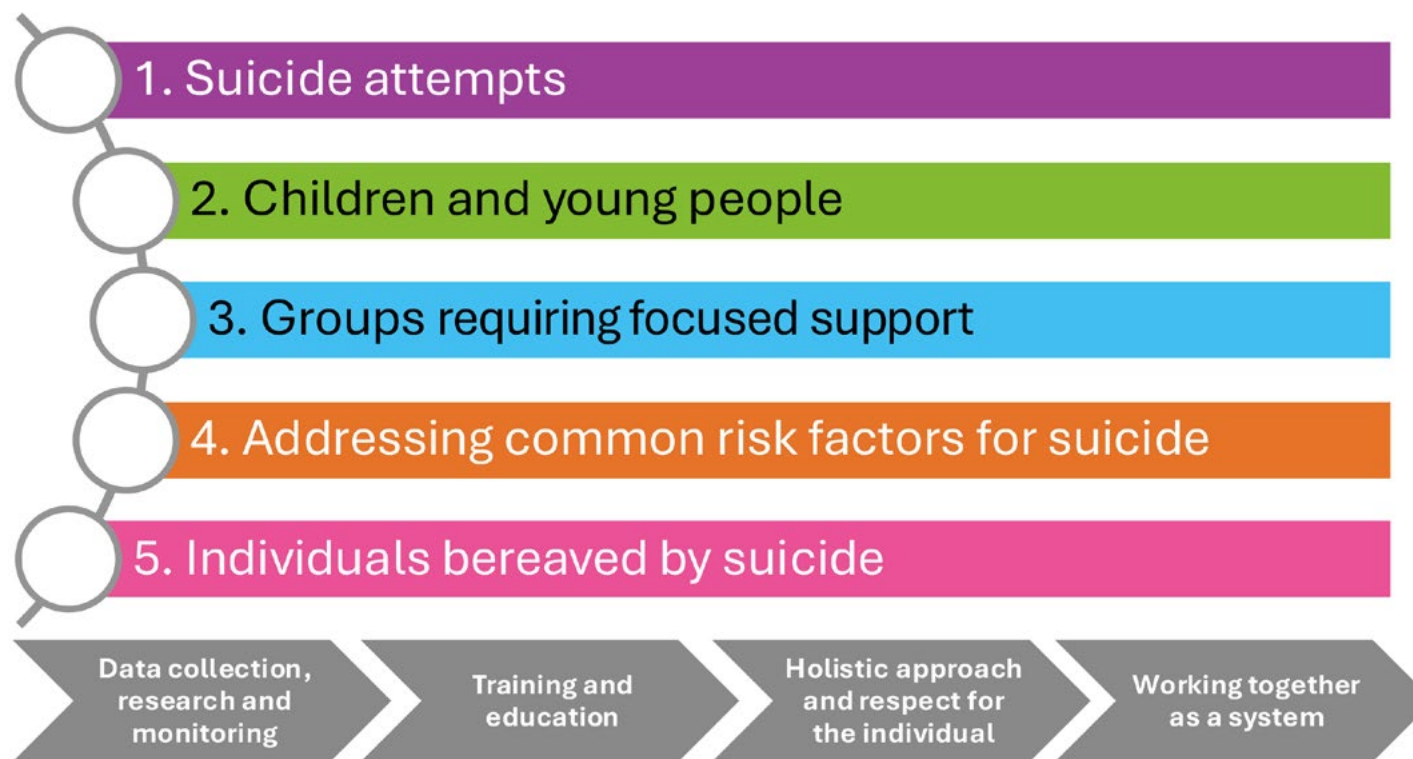 1. Suicide attempts
2. Children and young people
3. Groups requiring focused support
4. Addressing common risk factors for suicide
5. Individuals bereaved by suicide
Data collection,
research and
monitoring
Training and
education
Holistic approach
and respect for
the individual
Working together
as a system